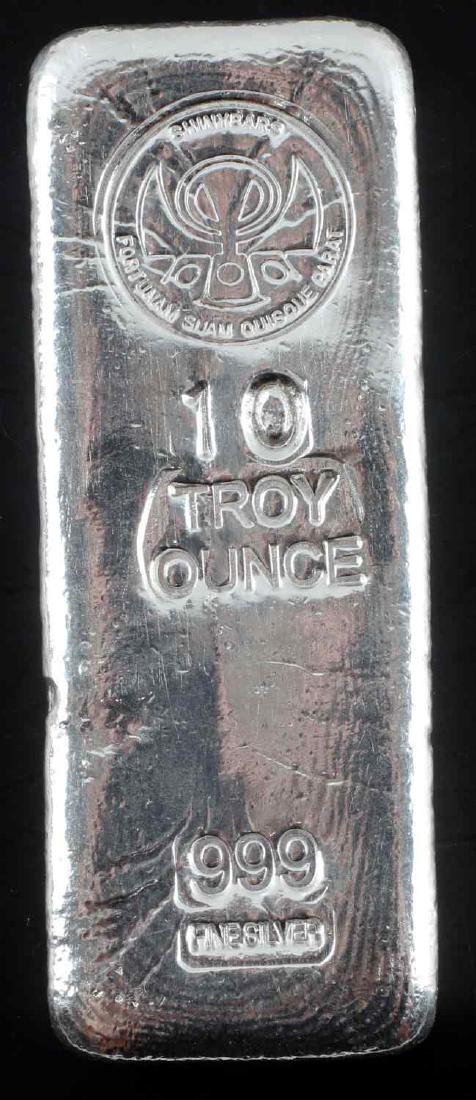 SHINYBARS
FORTUNAM SUAM QUISQUE PARAT
10
TROY
OUNCE
999
FINE SILVER